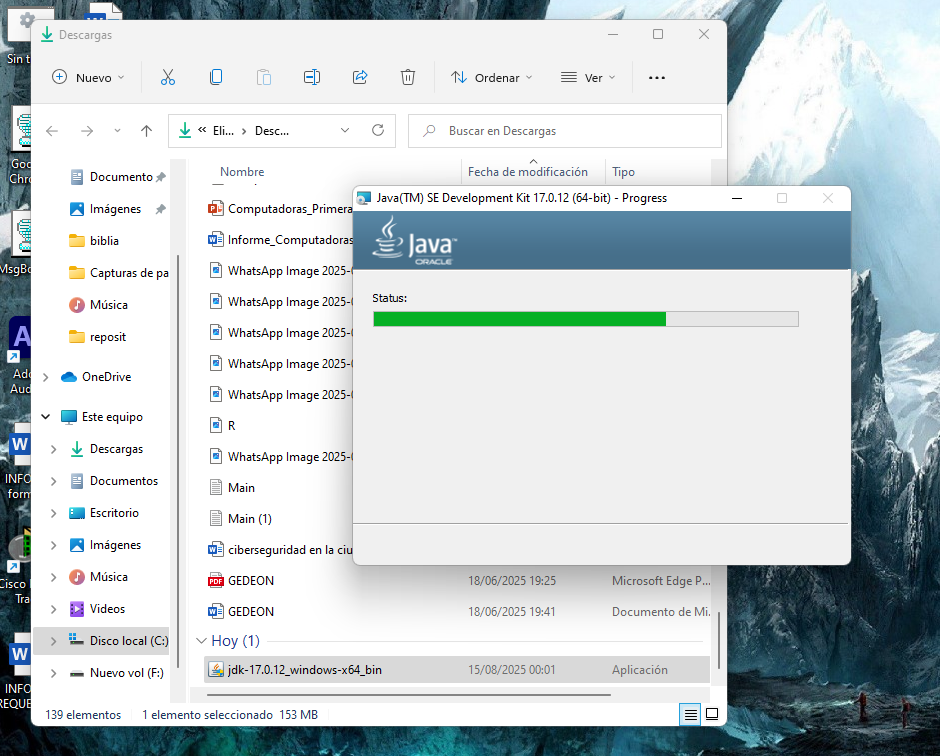 Sin t
Descargas
Nuevo
Ordenar
Ver
Eli...
Desc...
Buscar en Descargas
Goo
Chro
MsgBo
Ado
Aud
INFO
form
Cisco
Tra
INFO
REQUE
Documento
Imágenes
biblia
Capturas de pa
Música
reposit
OneDrive
Este equipo
Descargas
Documentos
Escritorio
Imágenes
Música
Videos
Disco local (C:)
Nuevo vol (F:)
Nombre
Fecha de modificación
Tipo
Computadoras_Primera
Informe_Computadoras
WhatsApp Image 2025-0
WhatsApp Image 2025-0
WhatsApp Image 2025-0
WhatsApp Image 2025-0
WhatsApp Image 2025-0
R
WhatsApp Image 2025-0
Main
Main (1)
ciberseguridad en la ciu
GEDEON 18/06/2025 19:25 Microsoft Edge P...
GEDEON 18/06/2025 19:41 Documento de Mi...
Hoy (1)
jdk-17.0.12_windows-x64_bin 15/08/2025 00:01 Aplicación
139 elementos 1 elemento seleccionado 153 MB
Java(TM) SE Development Kit 17.0.12 (64-bit) - Progress
Java™
ORACLE
Status: